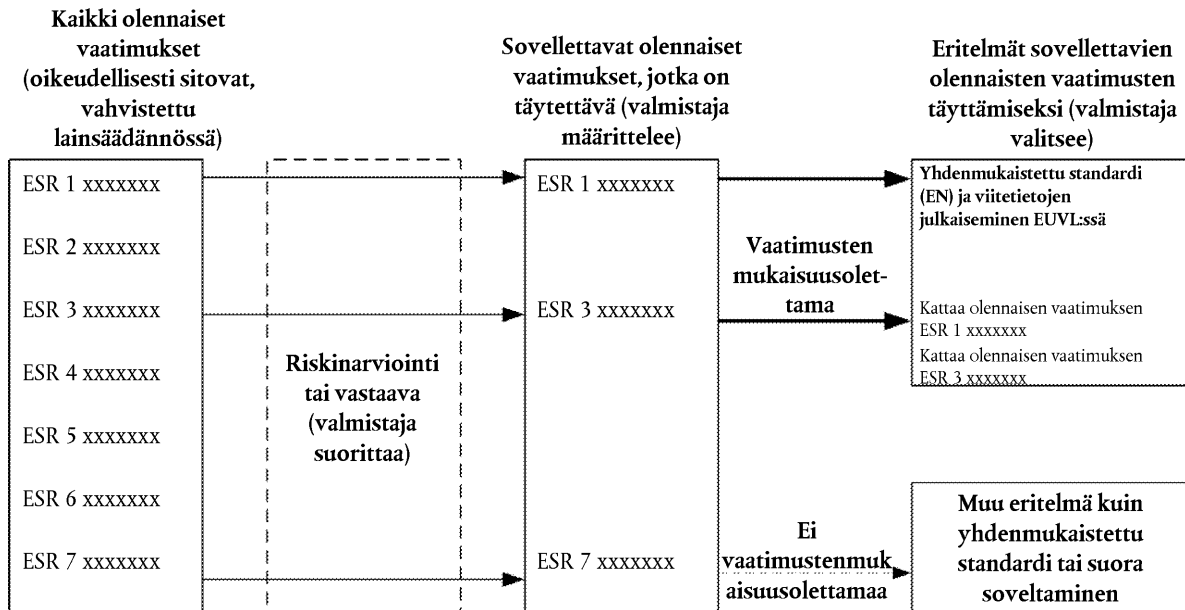 Kaikki olennaiset
vaatimukset
(oikeudellisesti sitovat,
vahvistettu
lainsäädännössä)
ESR 1 xxxxxxx
ESR 2 xxxxxxx
ESR 3 xxxxxxx
ESR 4 xxxxxxx
ESR 5 xxxxxxx
ESR 6 xxxxxxx
ESR 7 xxxxxxx
Riskinarviointi
tai vastaava
(valmistaja
suorittaa)
Sovellettavat olennaiset
vaatimukset, jotka on
täytettävä (valmistaja
määrittelee)
ESR 1 xxxxxxx
ESR 3 xxxxxxx
ESR 7 xxxxxxx
Vaatimusten
mukaisuusolet-
tama
Ei
vaatimustenmuk
aisuusolettamaa
Eritelmät sovellettavien
olennaisten vaatimusten
täyttämiseksi (valmistaja
valitsee)
Yhdenmukaistettu standardi
(EN) ja viitetietojen
julkaiseminen EUVL:ssä
Kattaa olennaisen vaatimuksen
ESR 1 xxxxxxx
Kattaa olennaisen vaatimuksen
ESR 3 xxxxxxx
Muu eritelmä kuin
yhdenmukaistettu
standardi tai suora
soveltaminen